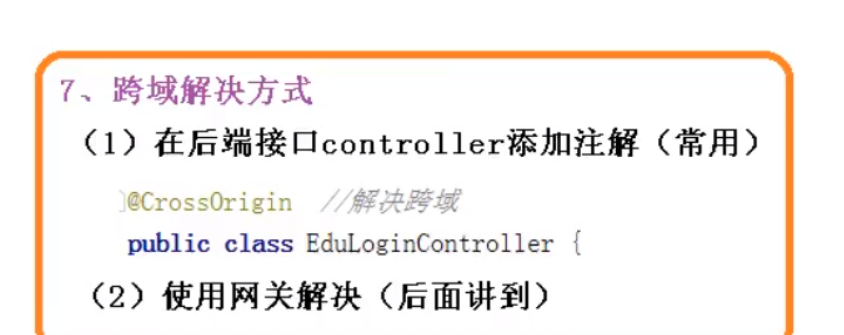 7、跨域解决方式
（1）在后端接口controller添加注解（常用）
@CrossOrigin //解决跨域
public class EduLoginController {
（2）使用网关解决（后面讲到）